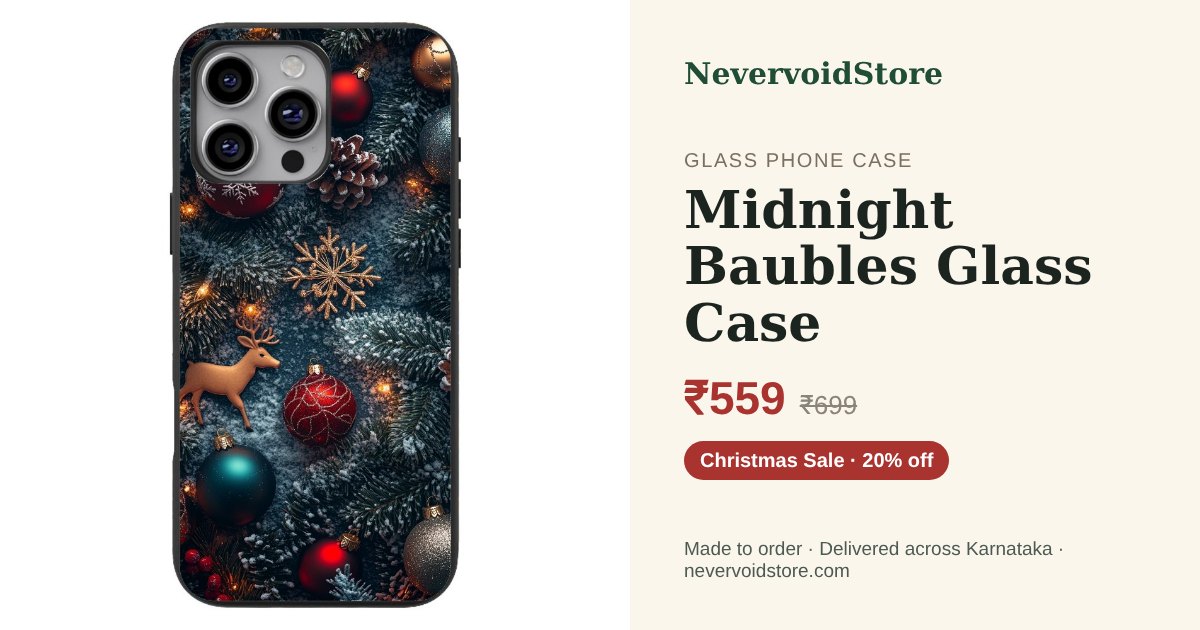 NevervoidStore
GLASS PHONE CASE
Midnight
Baubles Glass
Case
₹559 ₹699
Christmas Sale · 20% off
Made to order · Delivered across Karnataka ·
nevervoidstore.com